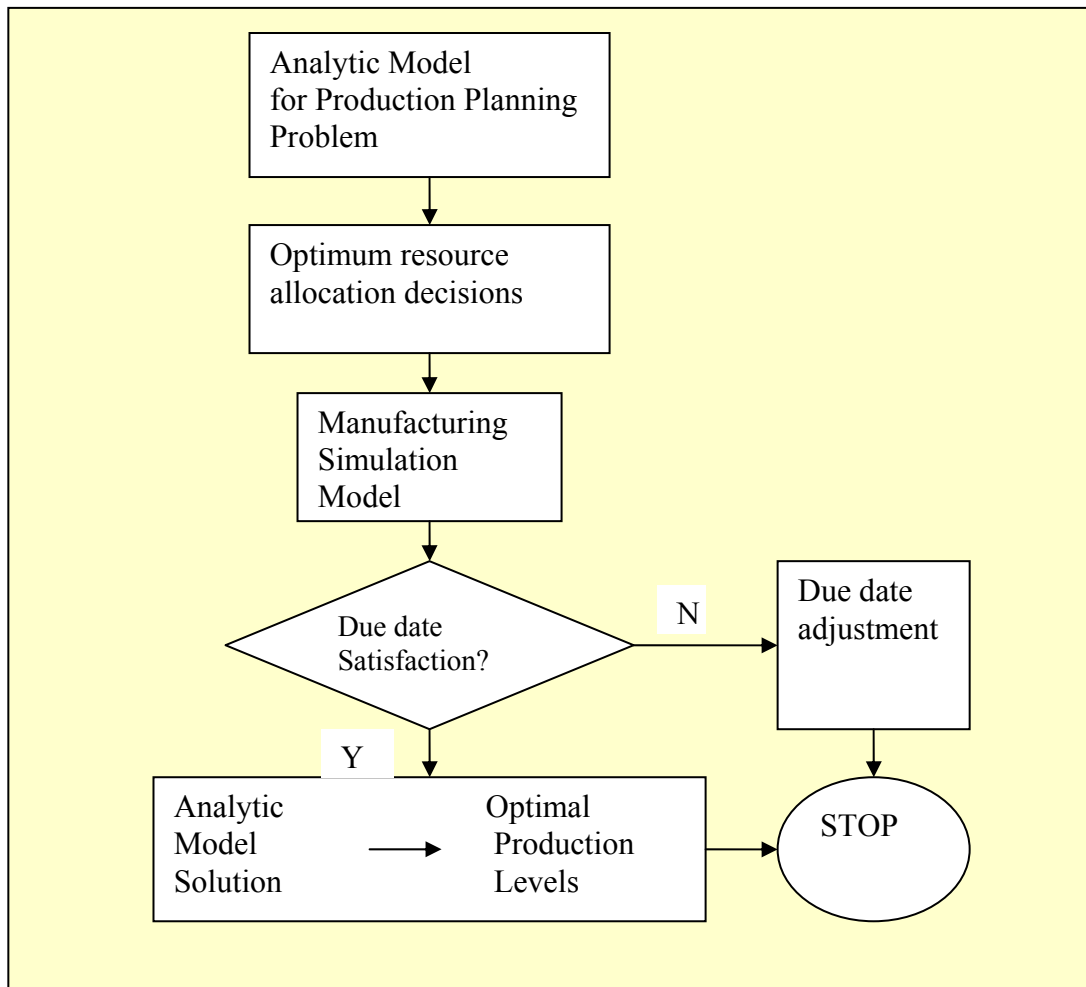 Analytic Model
for Production Planning
Problem
Optimum resource
allocation decisions
Manufacturing
Simulation
Model
Due date
Satisfaction?
N
Due date
adjustment
Y
Analytic
Model
Solution
Optimal
Production
Levels
STOP